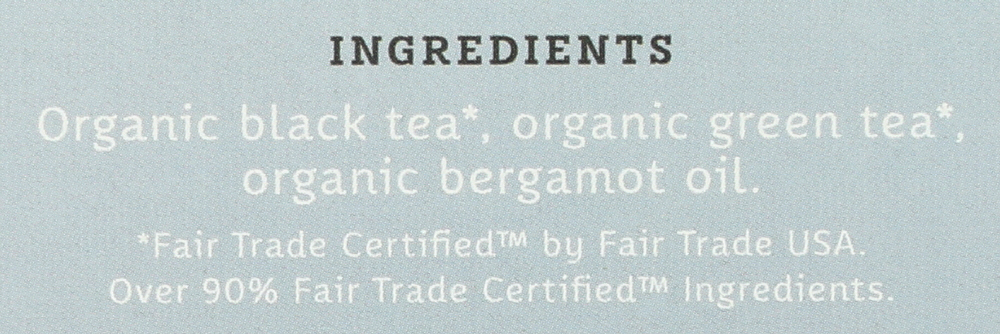 INGREDIENTS
Organic black tea*, organic green tea*,
organic bergamot oil.
*Fair Trade Certified™ by Fair Trade USA.
Over 90% Fair Trade Certified™ Ingredients.